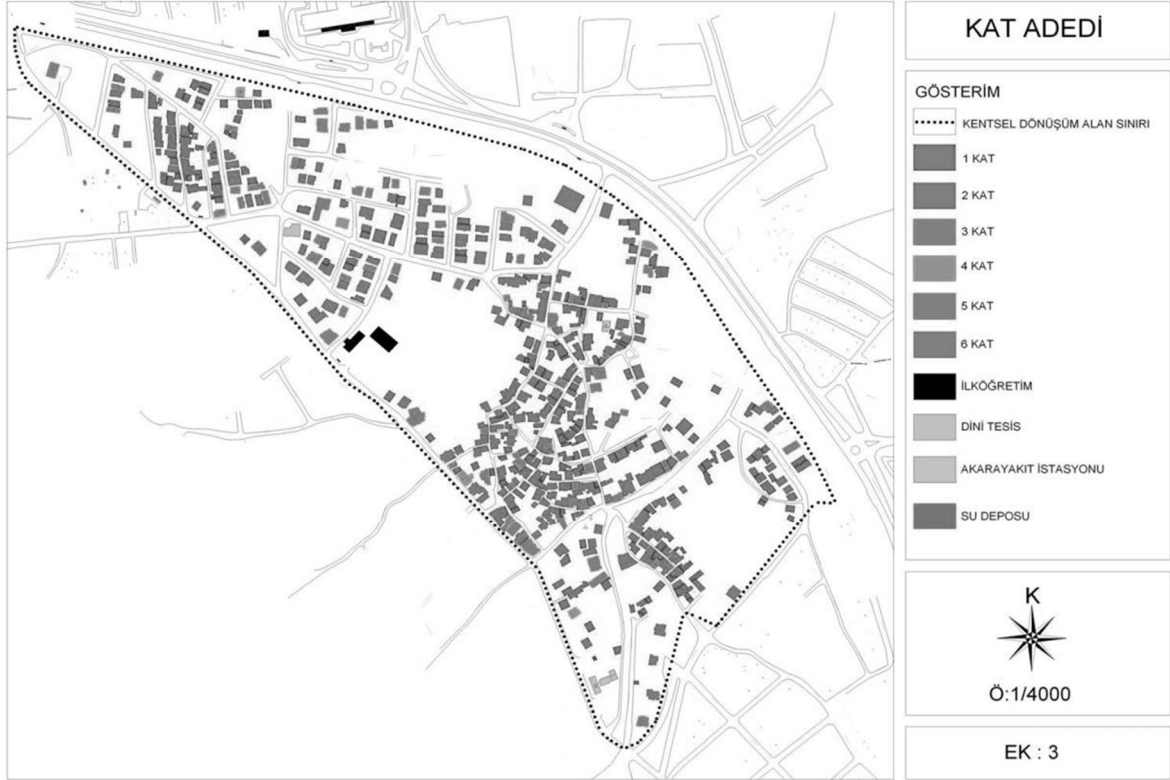 KAT ADEDİ
GÖSTERİM
KENTSEL DÖNÜŞÜM ALAN SINIRI
1 KAT
2 KAT
3 KAT
4 KAT
5 KAT
6 KAT
İLKÖĞRETİM
DİNİ TESİS
AKARAYAKIT İSTASYONU
SU DEPOSU
K
Ö:1/4000
EK : 3